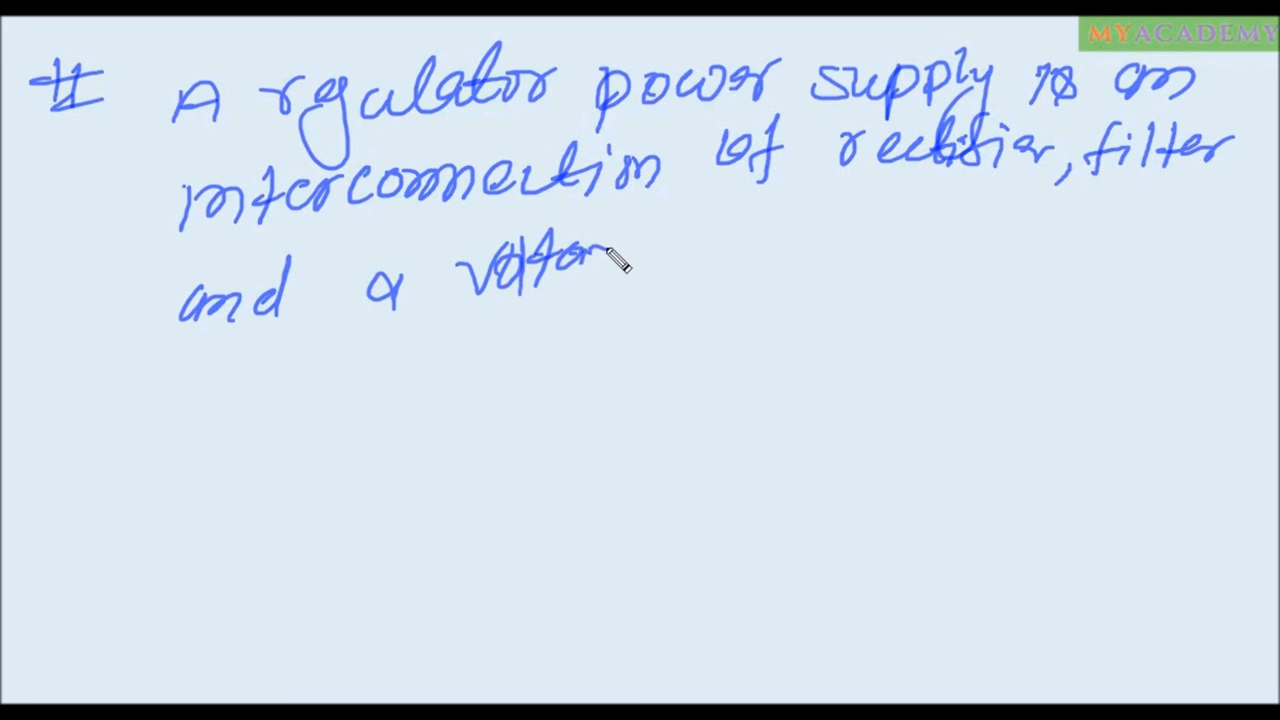 MYACADEMY
# A regulator power supply is an
interconnection of rectifier, filter
and a